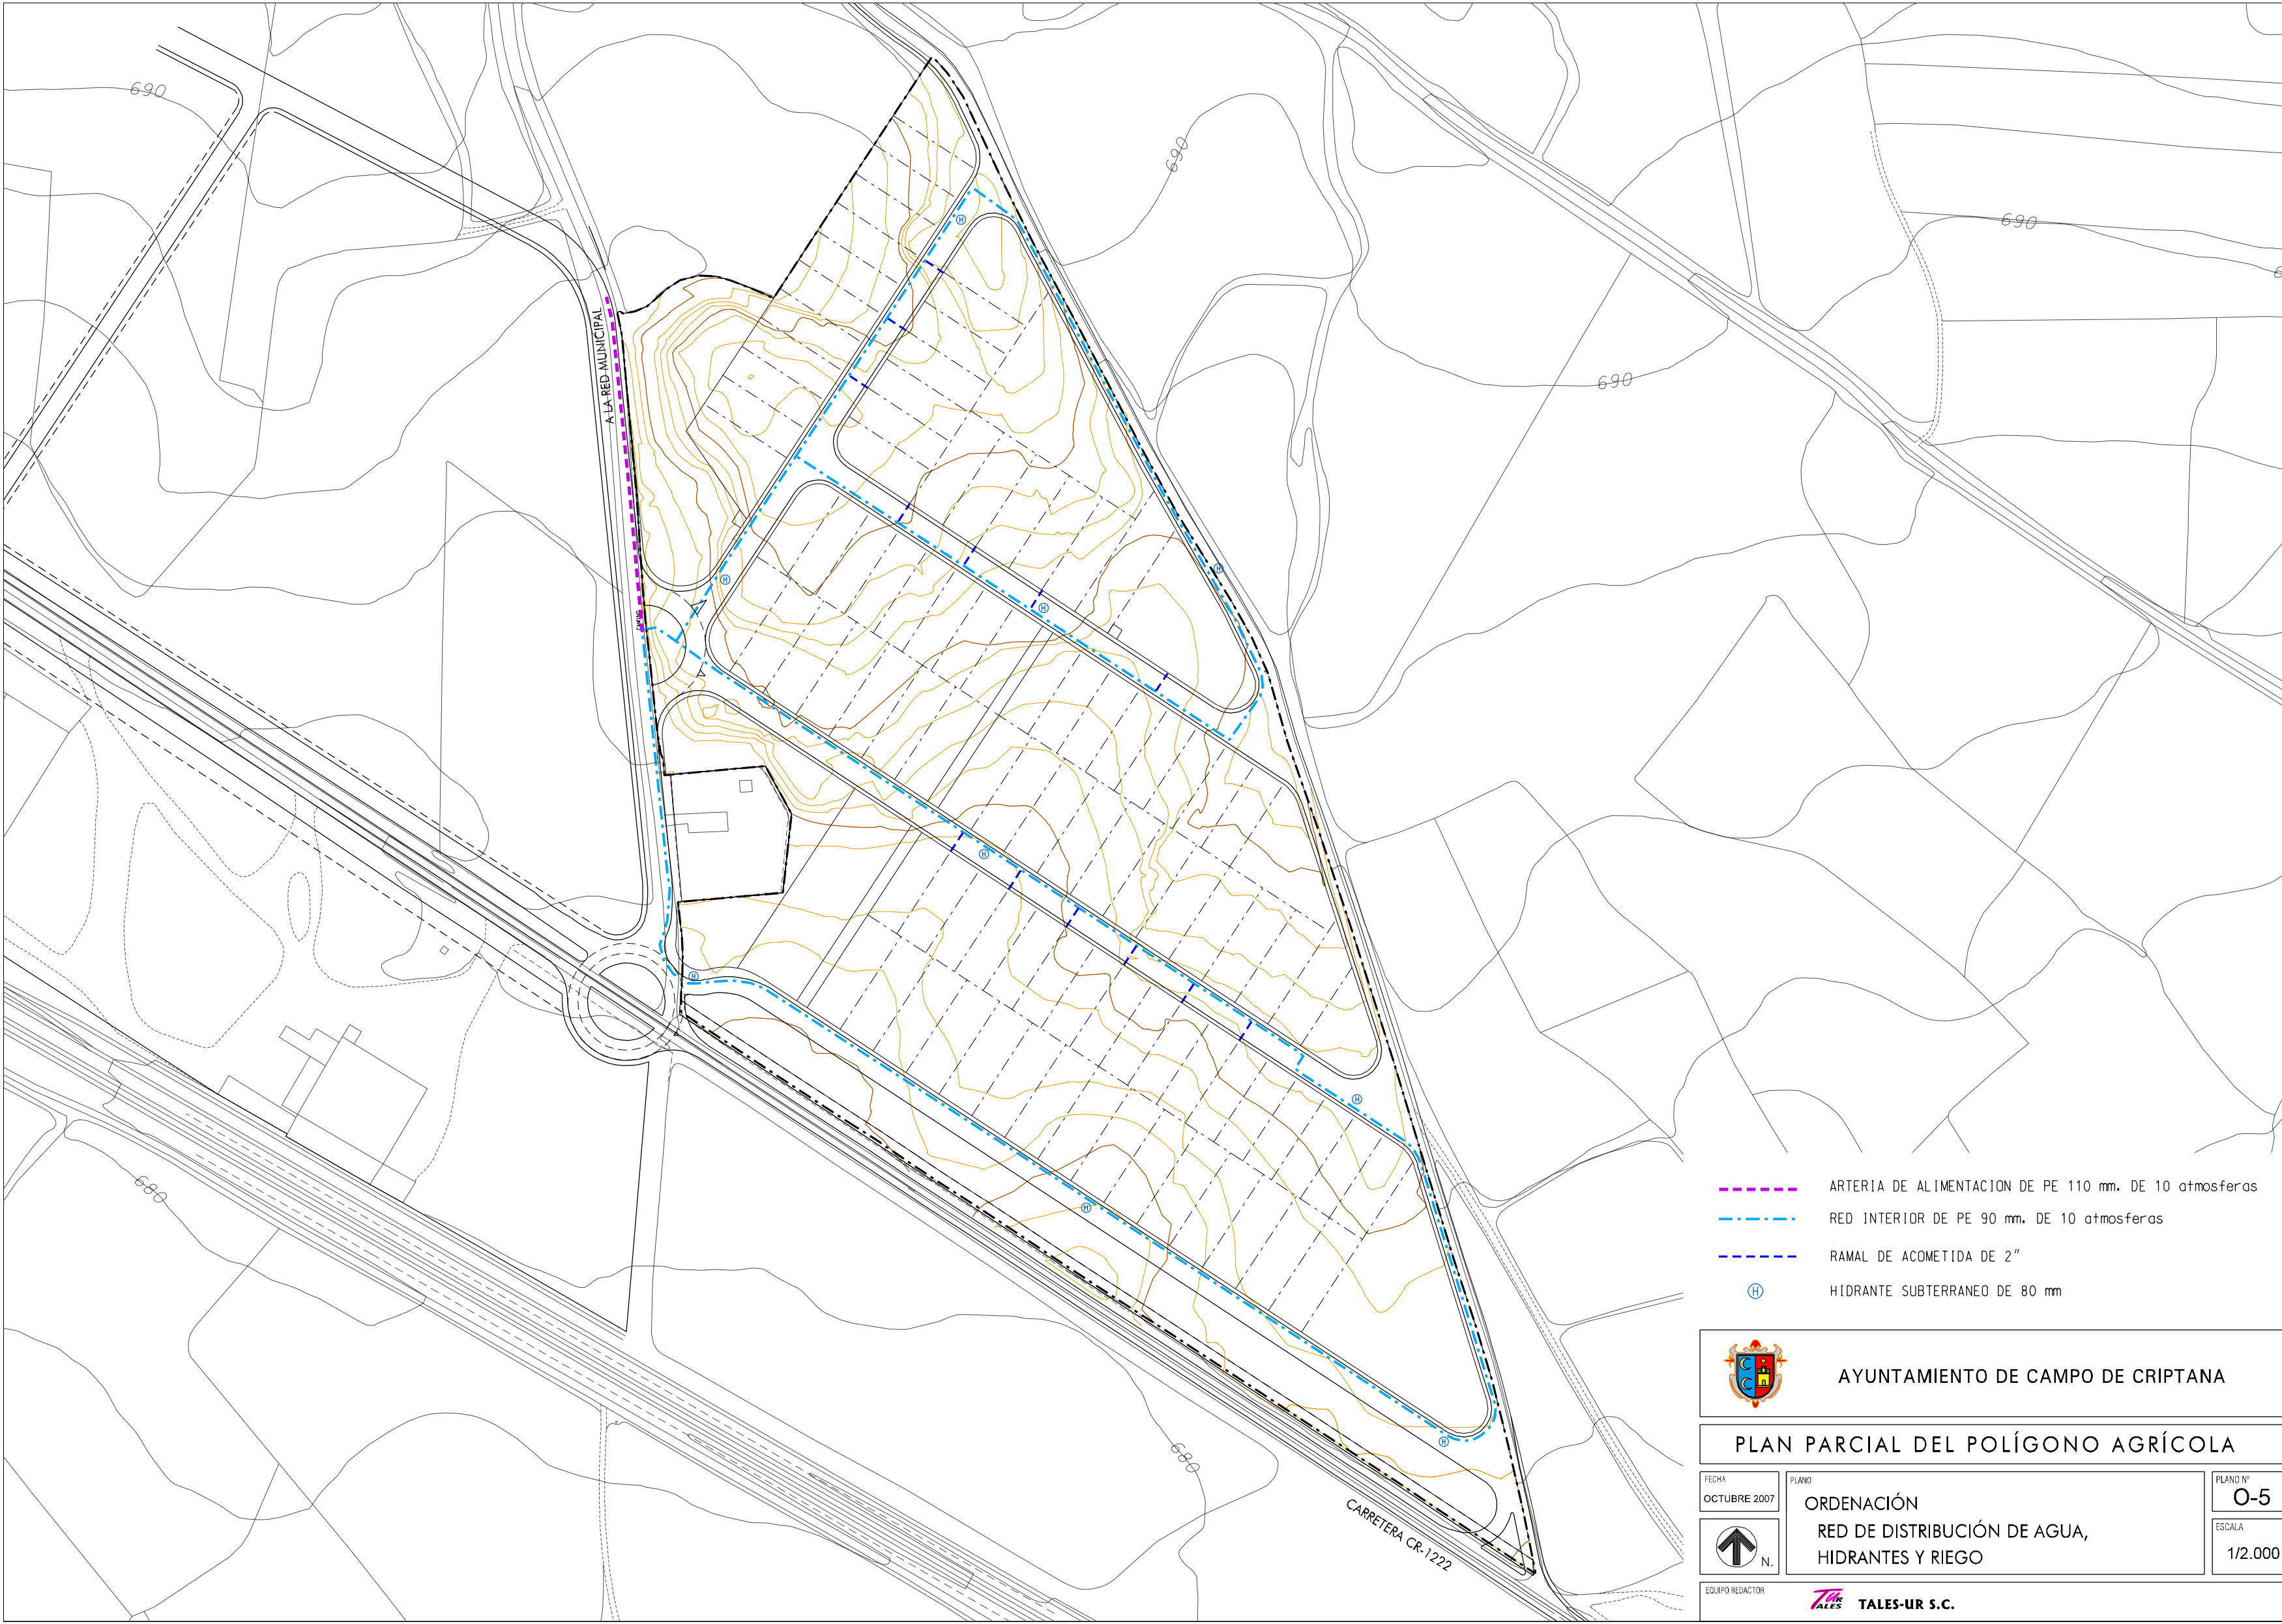 690
690
690
690
A LA RED MUNICIPAL
H
H
H
H
H
H
H
H
H
680
680
CARRETERA CR-1222
ARTERIA DE ALIMENTACION DE PE 110 mm. DE 10 atmosferas
RED INTERIOR DE PE 90 mm. DE 10 atmosferas
RAMAL DE ACOMETIDA DE 2"
H HIDRANTE SUBTERRANEO DE 80 mm
AYUNTAMIENTO DE CAMPO DE CRIPTANA
PLAN PARCIAL DEL POLÍGONO AGRÍCOLA
FECHA
OCTUBRE 2007
PLANO
ORDENACIÓN
RED DE DISTRIBUCIÓN DE AGUA,
HIDRANTES Y RIEGO
PLANO Nº
O-5
ESCALA
1/2.000
N.
EQUIPO REDACTOR
TUR ALES TALES-UR S.C.